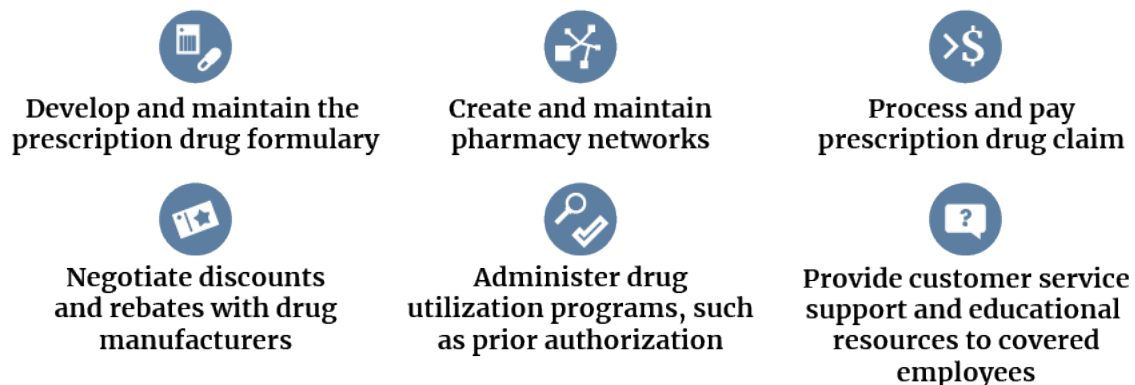 Develop and maintain the
prescription drug formulary
Create and maintain
pharmacy networks
>$
Process and pay
prescription drug claim
Negotiate discounts
and rebates with drug
manufacturers
Administer drug
utilization programs, such
as prior authorization
?
Provide customer service
support and educational
resources to covered
employees